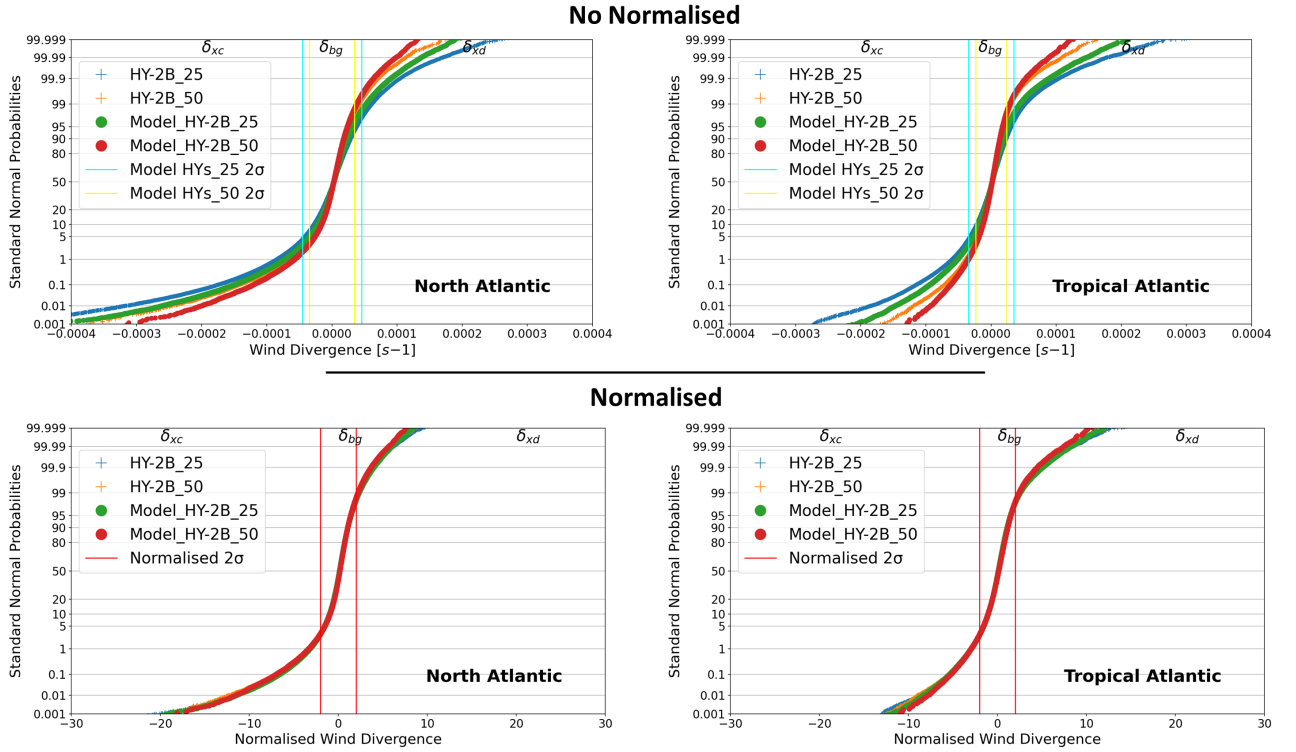 No Normalised
Standard Normal Probabilities
99.999
99.99
99.9
99
95
90
80
50
20
10
5
1
0.1
0.01
0.001
δxc
δbg
δxd
HY-2B_25
HY-2B_50
Model_HY-2B_25
Model_HY-2B_50
Model HYs_25 2σ
Model HYs_50 2σ
North Atlantic
−0.0004 −0.0003 −0.0002 −0.0001 0.0000 0.0001 0.0002 0.0003 0.0004
Wind Divergence [s−1]
Standard Normal Probabilities
99.999
99.99
99.9
99
95
90
80
50
20
10
5
1
0.1
0.01
0.001
δxc
δbg
δxd
HY-2B_25
HY-2B_50
Model_HY-2B_25
Model_HY-2B_50
Model HYs_25 2σ
Model HYs_50 2σ
Tropical Atlantic
−0.0004 −0.0003 −0.0002 −0.0001 0.0000 0.0001 0.0002 0.0003 0.0004
Wind Divergence [s−1]
Normalised
Standard Normal Probabilities
99.999
99.99
99.9
99
95
90
80
50
20
10
5
1
0.1
0.01
0.001
δxc
δbg
δxd
HY-2B_25
HY-2B_50
Model_HY-2B_25
Model_HY-2B_50
Normalised 2σ
North Atlantic
−30 −20 −10 0 10 20 30
Normalised Wind Divergence
Standard Normal Probabilities
99.999
99.99
99.9
99
95
90
80
50
20
10
5
1
0.1
0.01
0.001
δxc
δbg
δxd
HY-2B_25
HY-2B_50
Model_HY-2B_25
Model_HY-2B_50
Normalised 2σ
Tropical Atlantic
−30 −20 −10 0 10 20 30
Normalised Wind Divergence